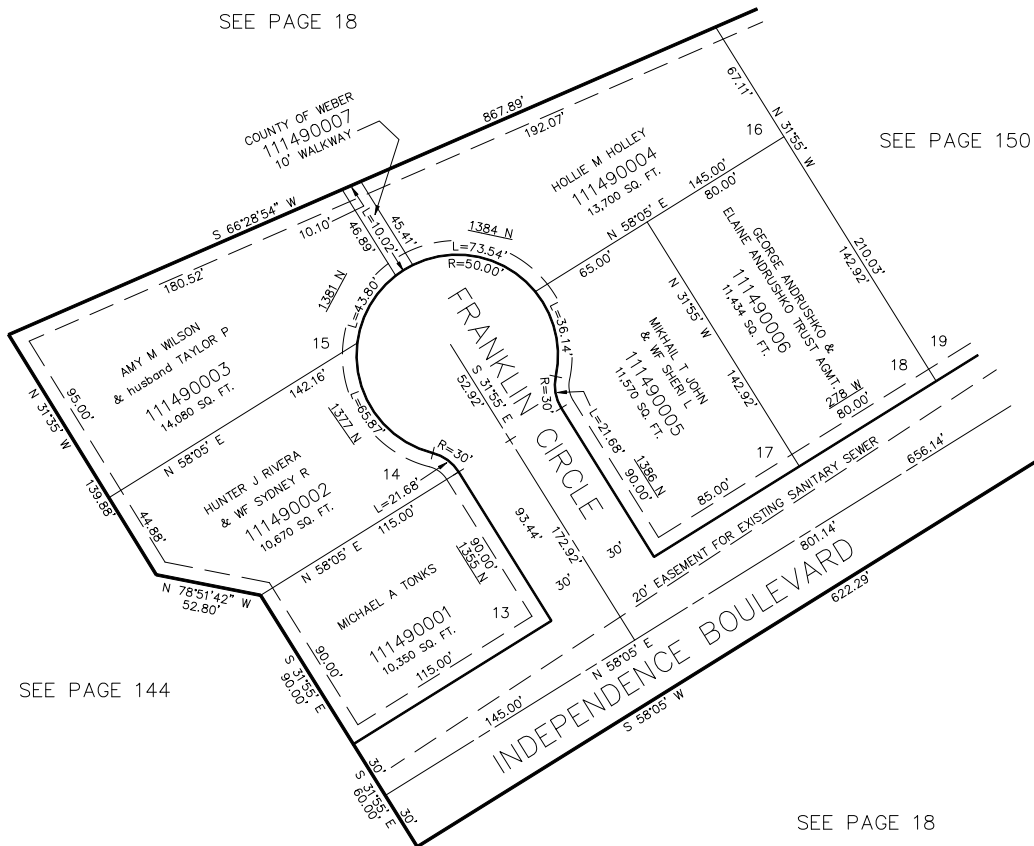 SEE PAGE 18
COUNTY OF WEBER
111490007
10' WALKWAY
867.89'
192.07'
67.11'
N 31°55' W
SEE PAGE 150
S 66°28'54" W
10.10'
46.89'
L=10.02'
45.41'
1384 N
L=73.54'
R=50.00'
HOLLIE M HOLLEY
111490004
13,700 SQ. FT.
16
145.00'
N 58°05' E
80.00'
65.00'
180.52'
1381 N
L=43.80'
AMY M WILSON
& husband TAYLOR P
111490003
14,080 SQ. FT.
15
142.16'
N 58°05' E
95.00'
N 31°35' W
139.88'
44.88'
FRANKLIN CIRCLE
S 31°55' E
52.92'
L=36.14'
R=30'
L=21.68'
N 31°55' W
142.92'
GEORGE ANDRUSHKO &
ELAINE ANDRUSHKO TRUST AGMT.
111490006
11,434 SQ. FT.
210.03'
142.92'
278 W
80.00'
18
19
MIKHAIL T JOHN
& WF SHERI L
111490005
11,570 SQ. FT.
1386 N
90.00'
85.00'
17
L=65.87'
1377 N
R=30'
14
L=21.68'
HUNTER J RIVERA
& WF SYDNEY R
111490002
10,670 SQ. FT.
115.00'
N 58°05' E
N 78°51'42" W
52.80'
90.00'
1355 N
93.44'
172.92'
30'
30'
MICHAEL A TONKS
111490001
10,350 SQ. FT.
13
115.00'
90.00'
S 31°55' E
90.00'
SEE PAGE 144
20' EASEMENT FOR EXISTING SANITARY SEWER
656.14'
801.14'
N 58°05' E
145.00'
INDEPENDENCE BOULEVARD
622.29'
S 58°05' W
30'
S 31°55' E
60.00'
30'
SEE PAGE 18